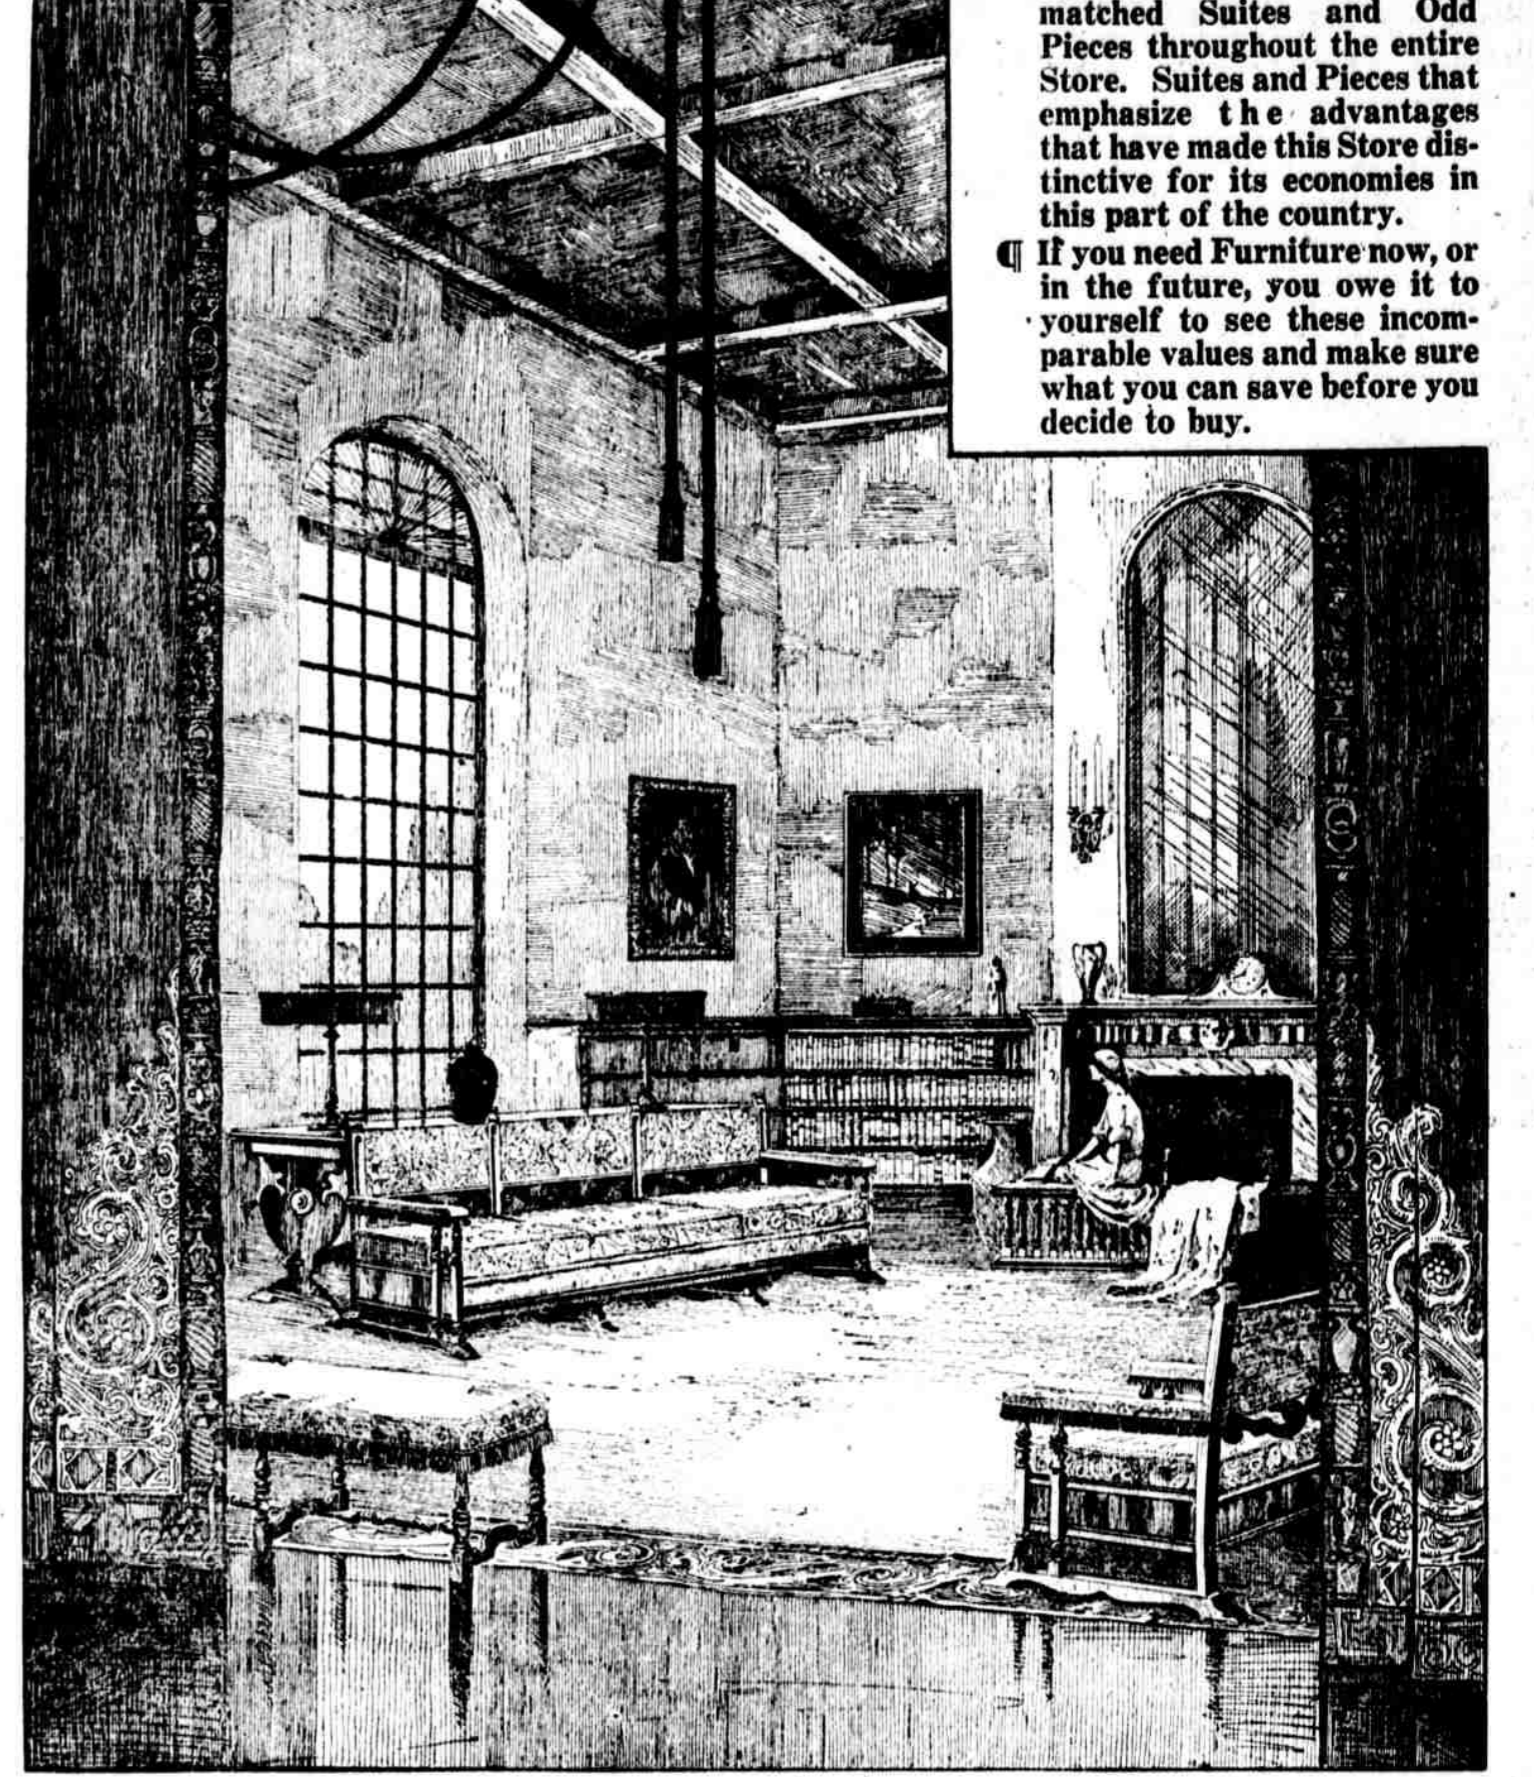 matched Suites and Odd
Pieces throughout the entire
Store. Suites and Pieces that
emphasize the advantages
that have made this Store dis-
tinctive for its economies in
this part of the country.
¶ If you need Furniture now, or
in the future, you owe it to
yourself to see these incom-
parable values and make sure
what you can save before you
decide to buy.